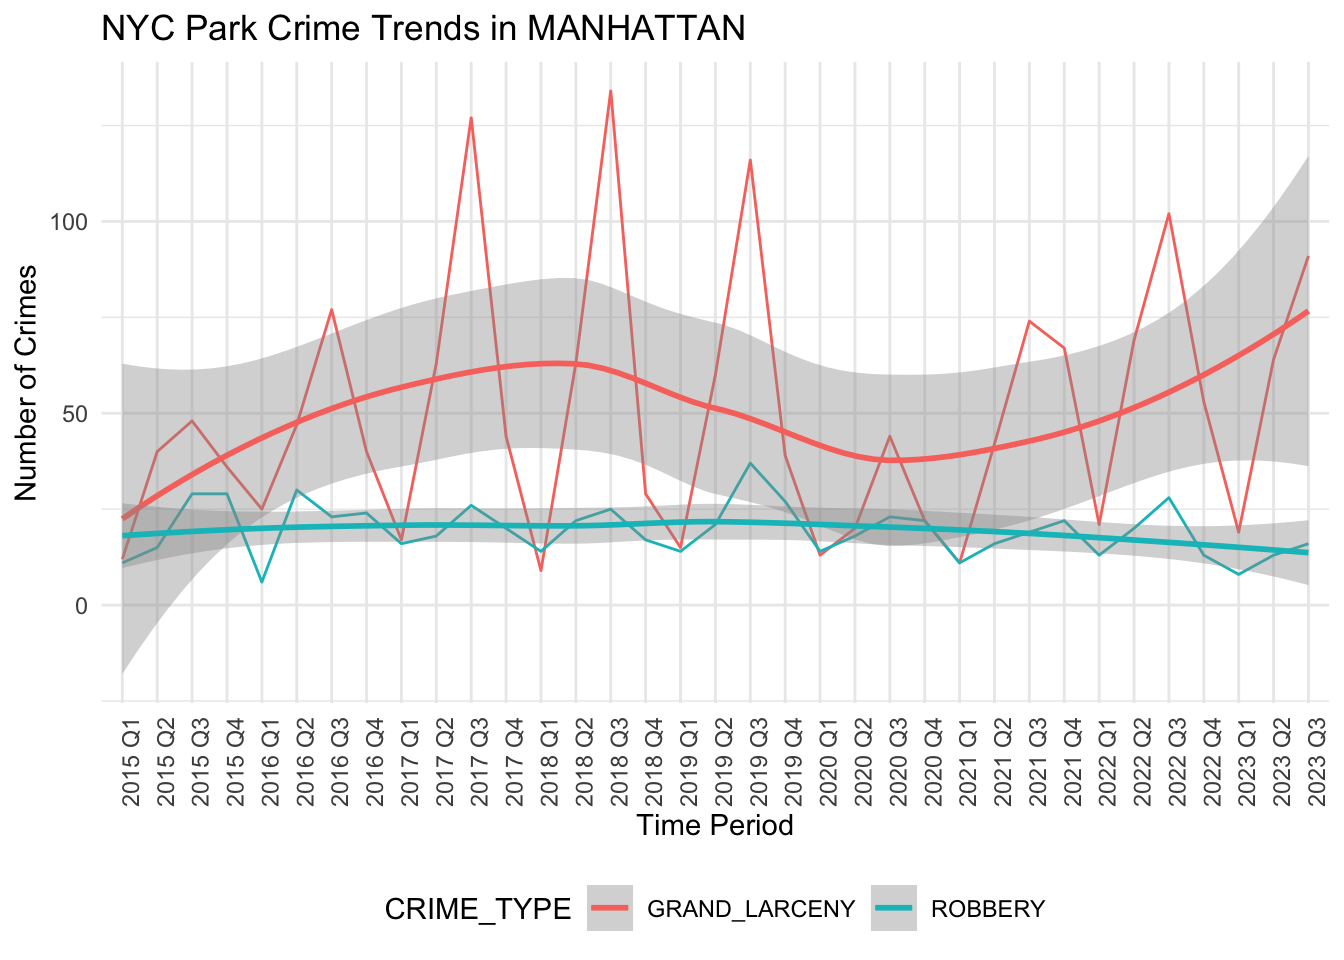 NYC Park Crime Trends in MANHATTAN
Number of Crimes
100
50
0
2015 Q1
2015 Q2
2015 Q3
2015 Q4
2016 Q1
2016 Q2
2016 Q3
2016 Q4
2017 Q1
2017 Q2
2017 Q3
2017 Q4
2018 Q1
2018 Q2
2018 Q3
2018 Q4
2019 Q1
2019 Q2
2019 Q3
2019 Q4
2020 Q1
2020 Q2
2020 Q3
2020 Q4
2021 Q1
2021 Q2
2021 Q3
2021 Q4
2022 Q1
2022 Q2
2022 Q3
2022 Q4
2023 Q1
2023 Q2
2023 Q3
Time Period
CRIME_TYPE GRAND_LARCENY ROBBERY